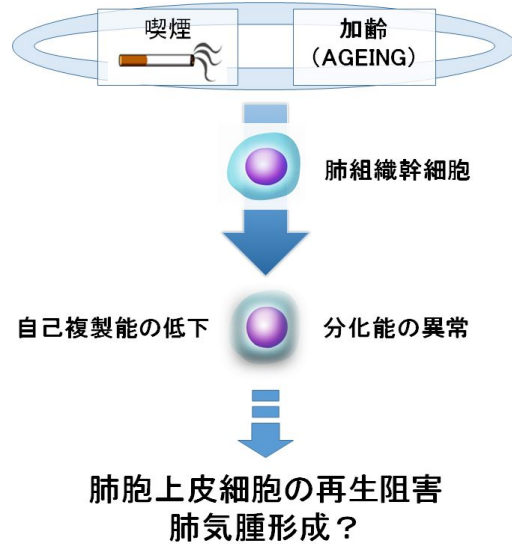 喫煙
加齢
(AGEING)
肺組織幹細胞
自己複製能の低下
分化能の異常
肺胞上皮細胞の再生阻害
肺気腫形成？